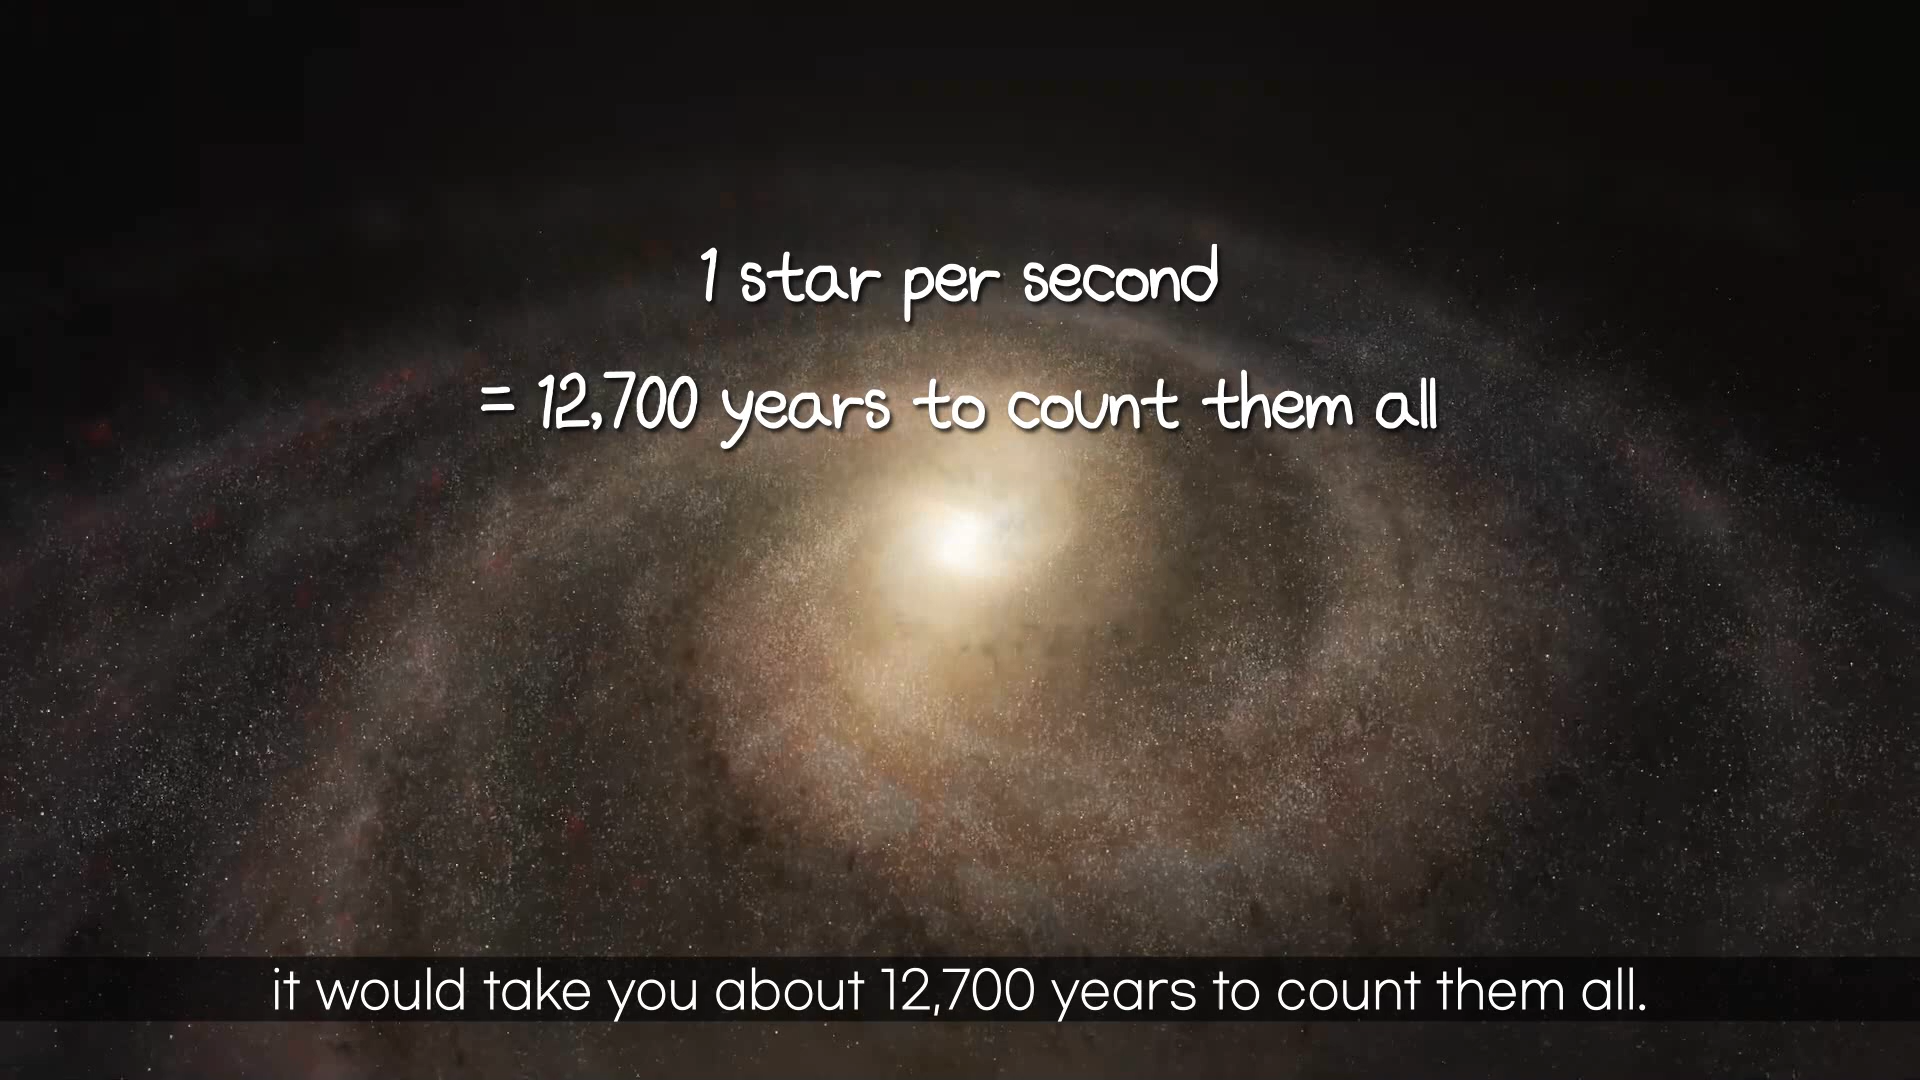 1 star per second
= 12,700 years to count them all
it would take you about 12,700 years to count them all.